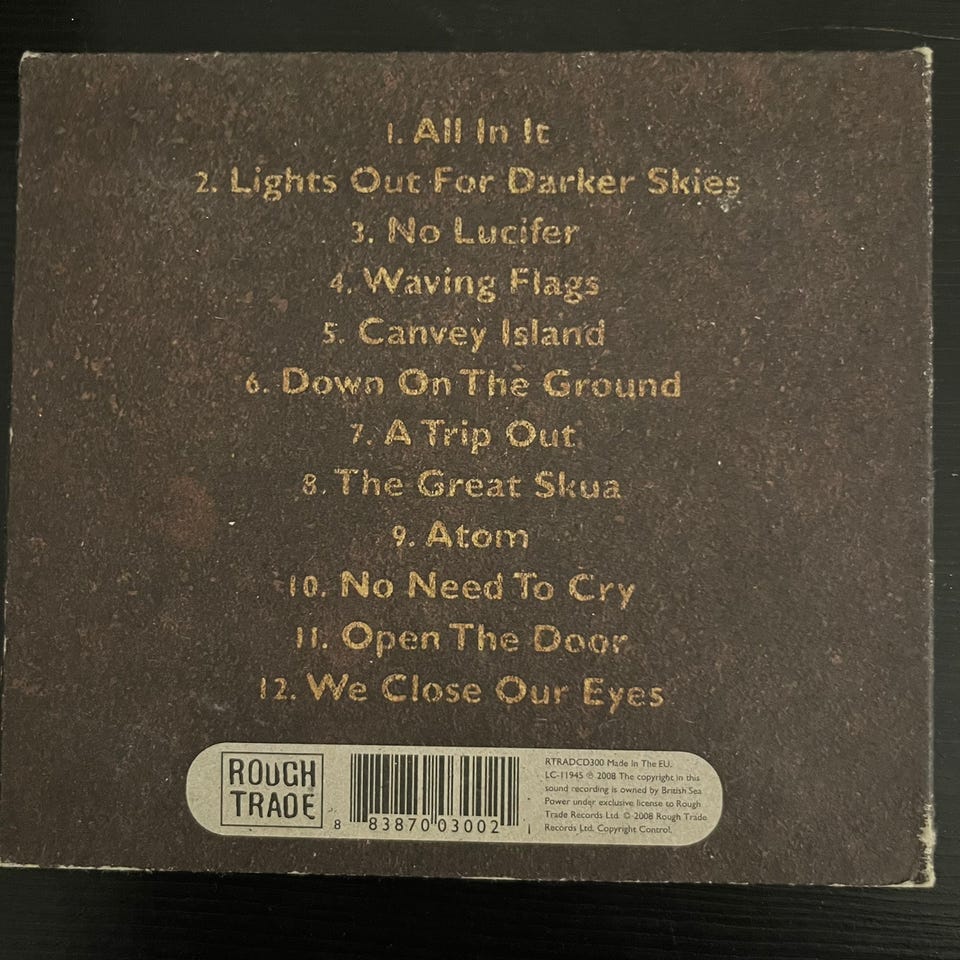 1. All In It
2. Lights Out For Darker Skies
3. No Lucifer
4. Waving Flags
5. Canvey Island
6. Down On The Ground
7. A Trip Out
8. The Great Skua
9. Atom
10. No Need To Cry
11. Open The Door
12. We Close Our Eyes
ROUGH
TRADE
8 83870 03002 1
RTRADCD300 Made In The EU.
LC-11945 ℗ 2008 The copyright in this
sound recording is owned by British Sea
Power under exclusive license to Rough
Trade Records Ltd. © 2008 Rough Trade
Records Ltd. Copyright Control.